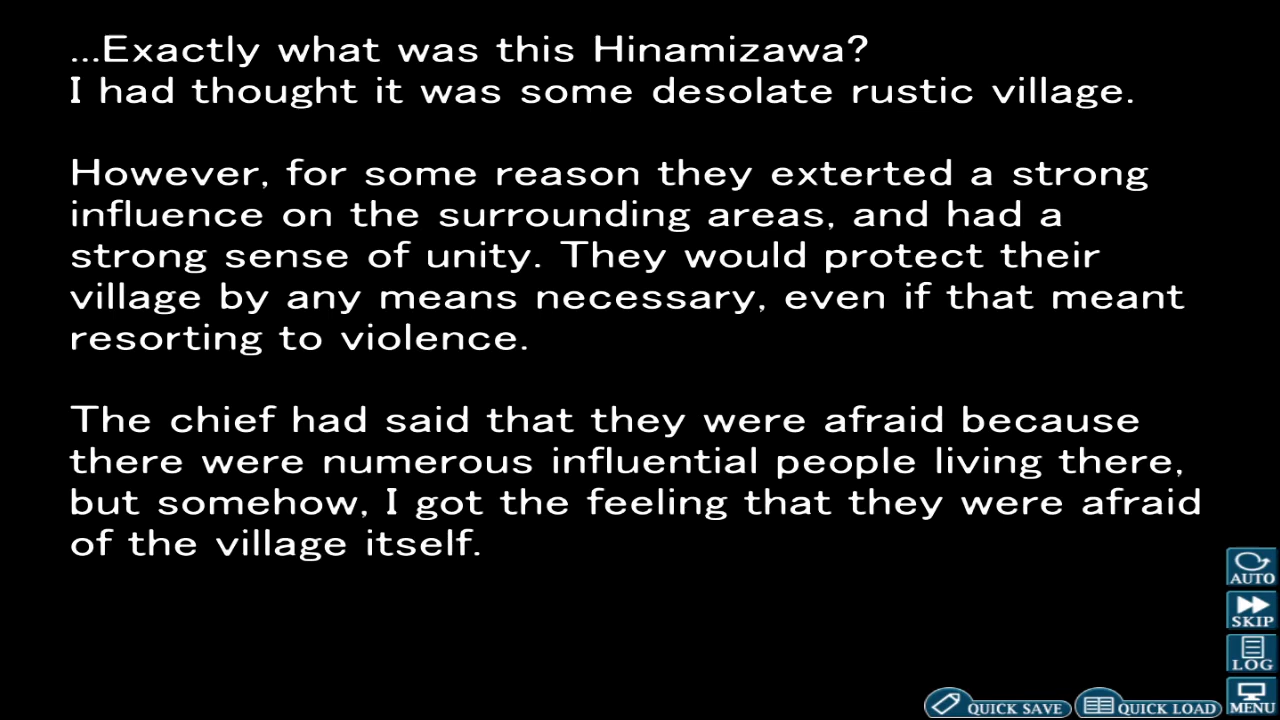 ...Exactly what was this Hinamizawa?
I had thought it was some desolate rustic village.
However, for some reason they exterted a strong
influence on the surrounding areas, and had a
strong sense of unity. They would protect their
village by any means necessary, even if that meant
resorting to violence.
The chief had said that they were afraid because
there were numerous influential people living there,
but somehow, I got the feeling that they were afraid
of the village itself.
AUTO
SKIP
LOG
MENU
QUICK SAVE
QUICK LOAD